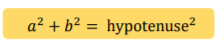 a² + b² = hypotenuse²